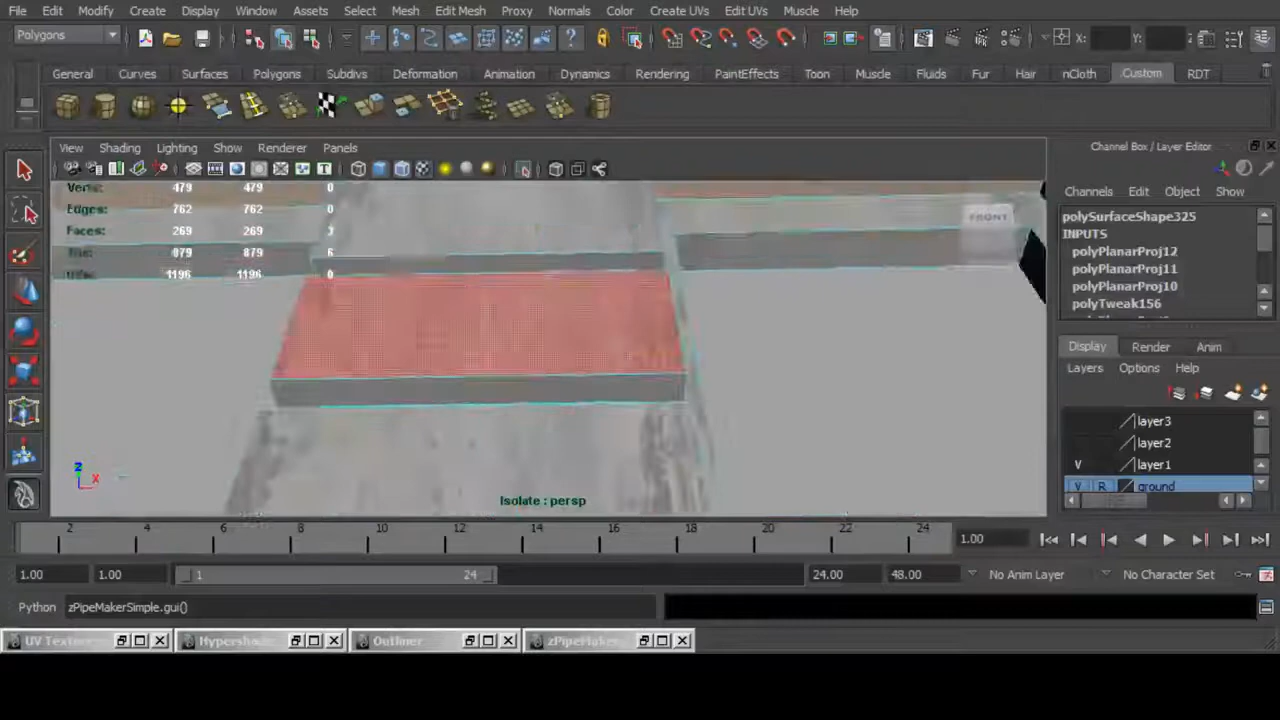 File Edit Modify Create Display Window Assets Select Mesh Edit Mesh Proxy Normals Color Create UVs Edit UVs Muscle Help
Polygons X: Y: Z
General Curves Surfaces Polygons Subdivs Deformation Animation Dynamics Rendering PaintEffects Toon Muscle Fluids Fur Hair nCloth Custom RDT
View Shading Lighting Show Renderer Panels
Channel Box / Layer Editor
Channels Edit Object Show
Verts: 479 479 0
Edges: 762 762 0
Faces: 269 269
Tris: 879 879 6
UVs: 1196 1196 0
FRONT
polySurfaceShape325
INPUTS
polyPlanarProj12
polyPlanarProj11
polyPlanarProj10
polyTweak156
Display Render Anim
Layers Options Help
layer3
layer2
V layer1
V R ground
z x
Isolate : persp
2 4 6 8 10 12 14 16 18 20 22 24 1.00
1.00 1.00 1 24 24.00 48.00 No Anim Layer No Character Set
Python zPipeMakerSimple.gui()
UV Textur Hypershad Outliner zPipeMake